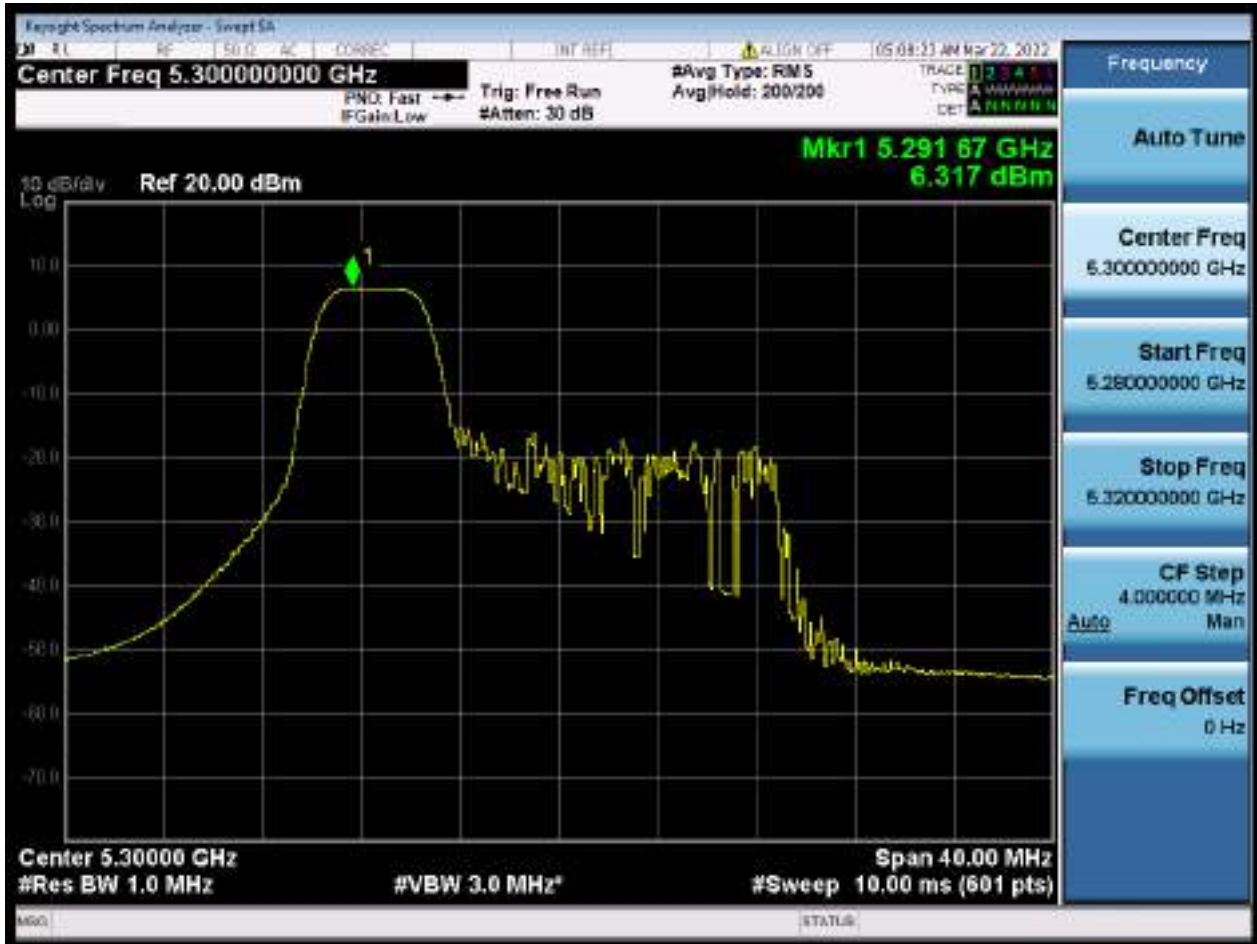 Keysight Spectrum Analyzer - Swept SA
RL RF 50 Ω AC CORREC INT REF ALIGN OFF 05:08:23 AM Mar 22, 2022
Center Freq 5.300000000 GHz
PNO: Fast
IFGain:Low
Trig: Free Run
#Atten: 30 dB
#Avg Type: RMS
Avg|Hold: 200/200
TRACE 1 2 3 4 5 6
TYPE A
DET A N N N N N
Mkr1 5.291 67 GHz
6.317 dBm
10 dB/div Ref 20.00 dBm
Log
1
10.0
0.00
-10.0
-20.0
-30.0
-40.0
-50.0
-60.0
-70.0
Center 5.30000 GHz
Span 40.00 MHz
#Res BW 1.0 MHz
#VBW 3.0 MHz*
#Sweep 10.00 ms (601 pts)
MSG
STATUS
Frequency
Auto Tune
Center Freq
5.300000000 GHz
Start Freq
5.280000000 GHz
Stop Freq
5.320000000 GHz
CF Step
4.000000 MHz
Auto Man
Freq Offset
0 Hz